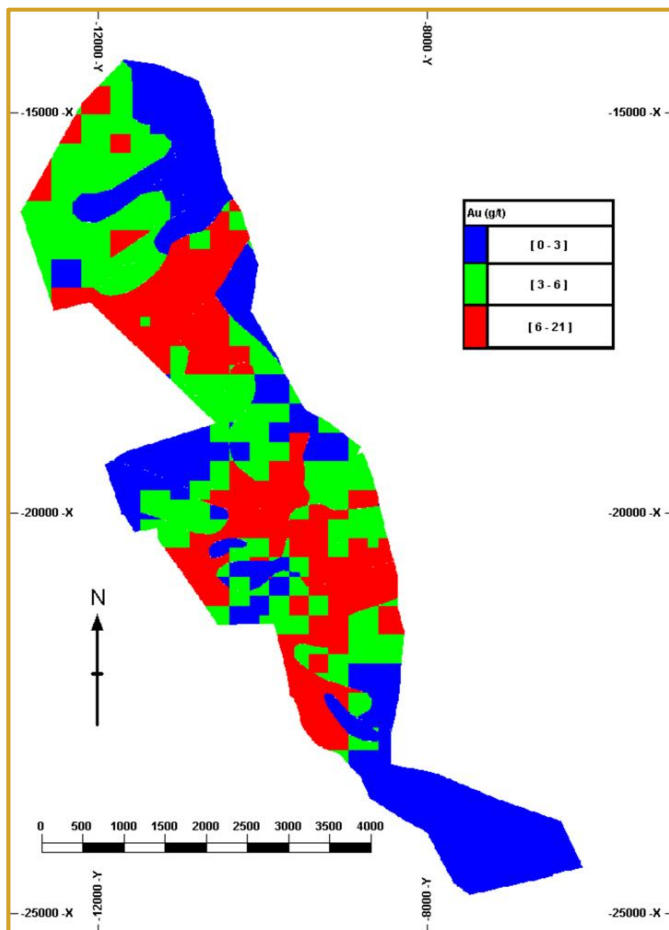 -12000 -Y
-8000 -Y
-15000 -X
-15000 -X
Au (g/t)
[ 0 - 3 ]
[ 3 - 6 ]
[ 6 - 21 ]
-20000 -X
-20000 -X
N
0 500 1000 1500 2000 2500 3000 3500 4000
-12000 -Y
-8000 -Y
-25000 -X
-25000 -X